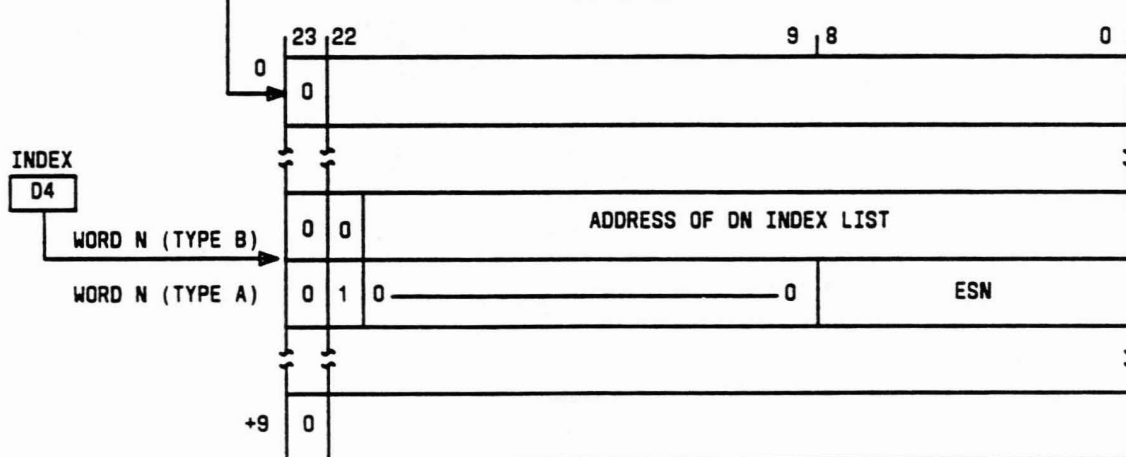 23 22 9 8 0
0
0
INDEX
D4
0 0 ADDRESS OF DN INDEX LIST
WORD N (TYPE B)
WORD N (TYPE A) 0 1 0 0 ESN
+9 0